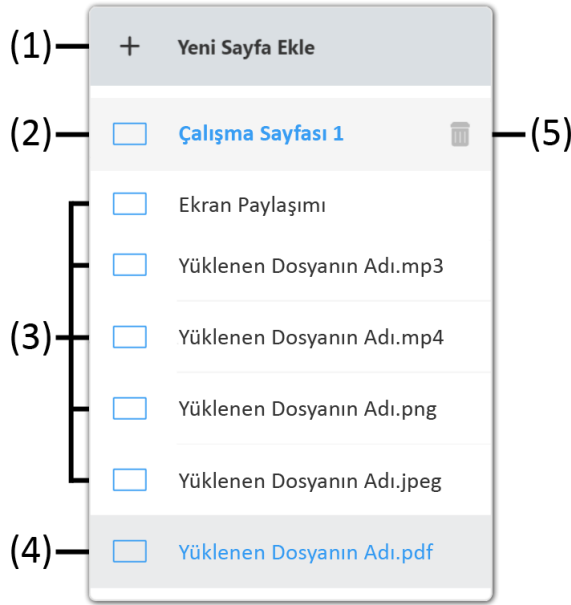 (1) + Yeni Sayfa Ekle
(2) Çalışma Sayfası 1 (5)
Ekran Paylaşımı
Yüklenen Dosyanın Adı.mp3
(3) Yüklenen Dosyanın Adı.mp4
Yüklenen Dosyanın Adı.png
Yüklenen Dosyanın Adı.jpeg
(4) Yüklenen Dosyanın Adı.pdf